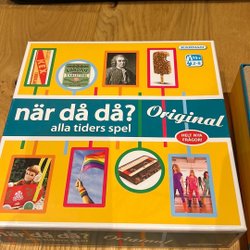 när då då?
Original
alla tiders spel
HELT NYA
FRÅGOR!